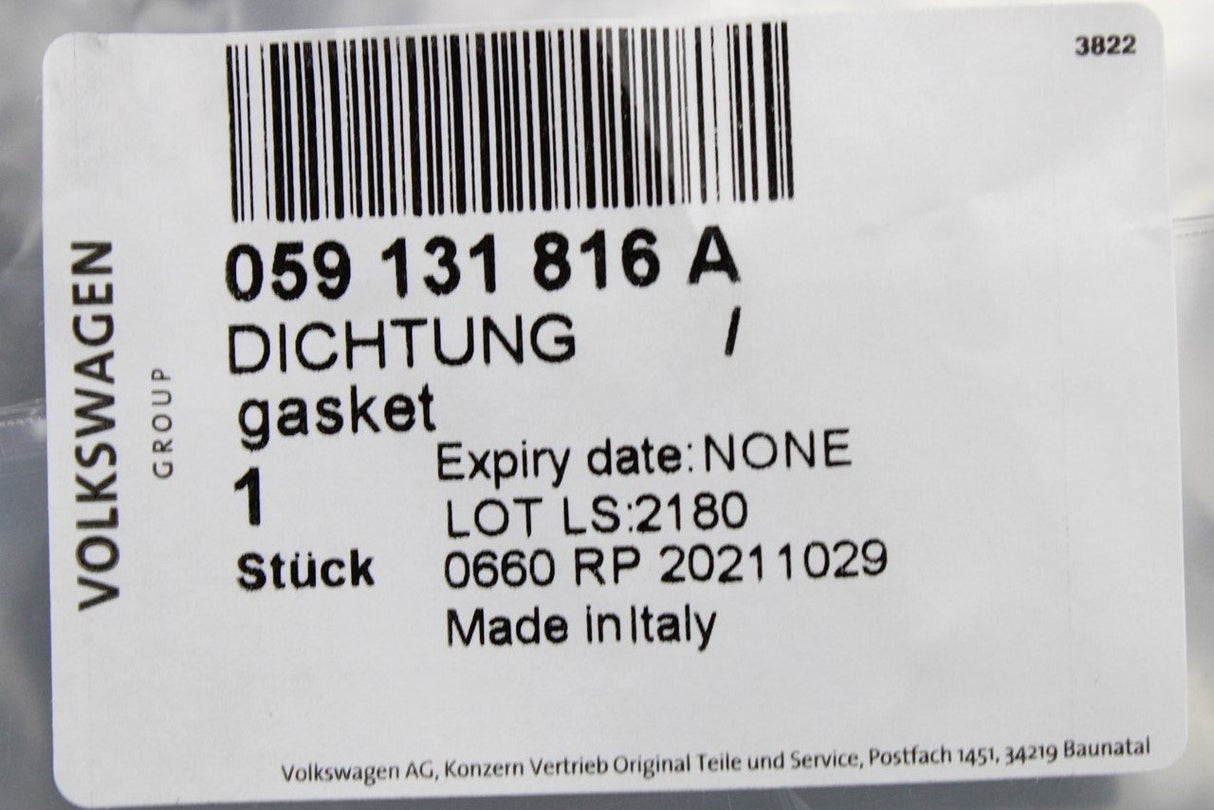 3822
VOLKSWAGEN
GROUP
059 131 816 A
DICHTUNG /
gasket
1
Stück
Expiry date:NONE
LOT LS:2180
0660 RP 20211029
Made in Italy
Volkswagen AG, Konzern Vertrieb Original Teile und Service, Postfach 1451, 34219 Baunatal